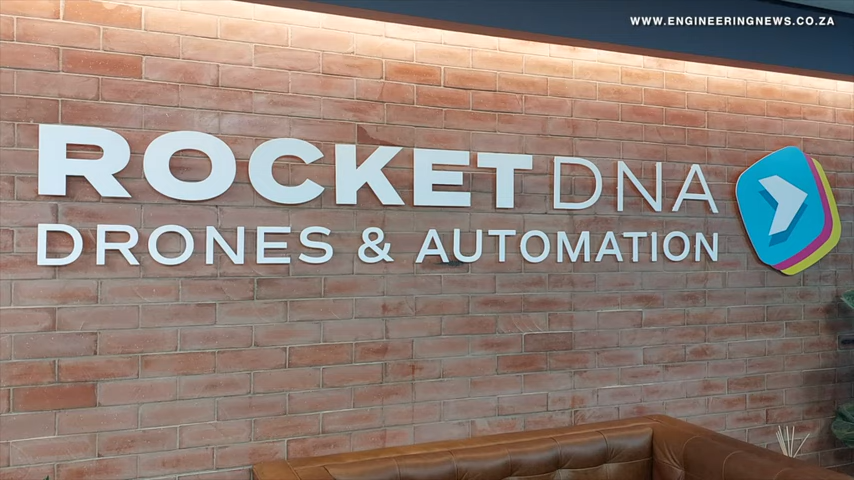 WWW.ENGINEERINGNEWS.CO.ZA
ROCKETDNA
DRONES & AUTOMATION